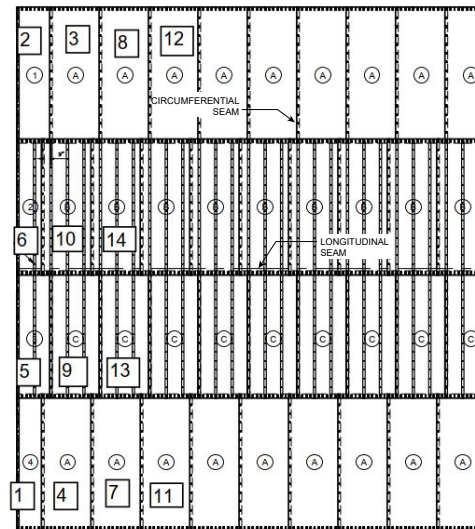 2 3 8 12
1 A A A A A A A A A
CIRCUMFERENTIAL
SEAM
2 B B B B B B B B B
6 10 14
LONGITUDINAL
SEAM
C C C C C C C C C
5 9 13
4 A A A A A A A A
1 4 7 11